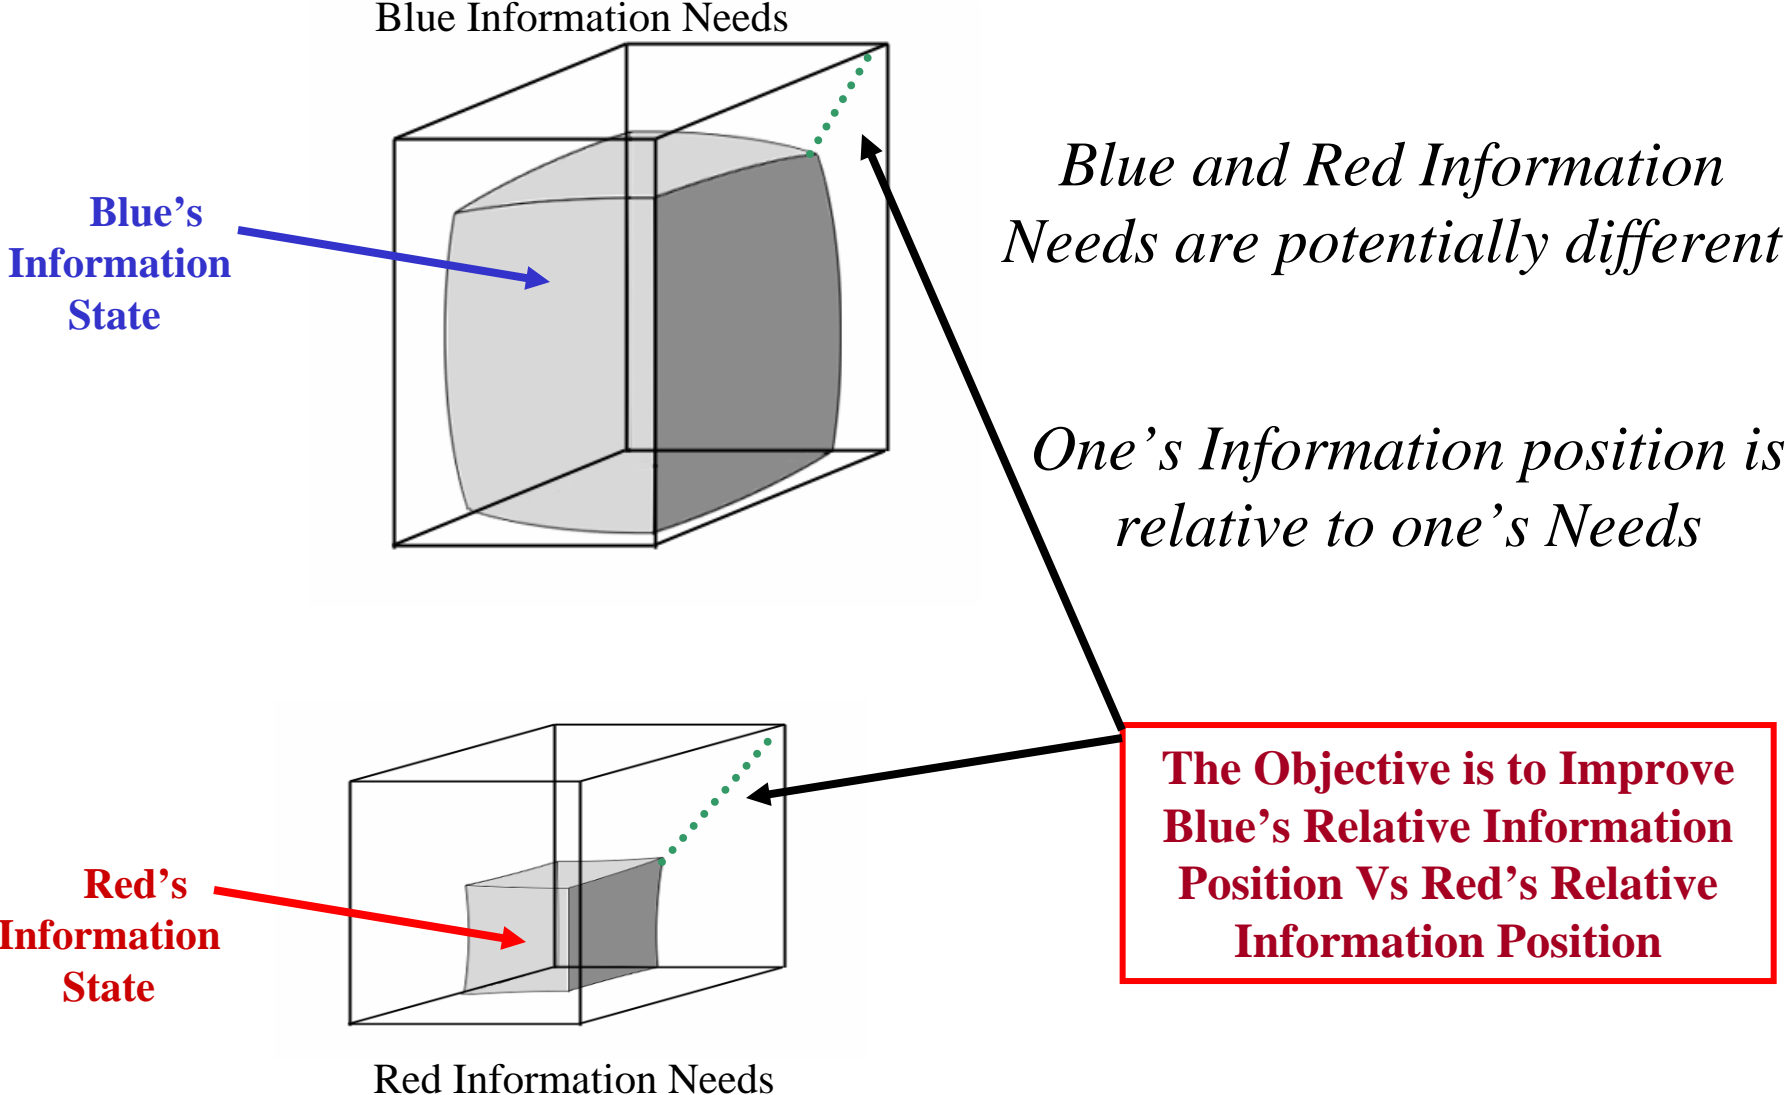 Blue Information Needs
Blue’s
Information
State
Blue and Red Information
Needs are potentially different
One’s Information position is
relative to one’s Needs
The Objective is to Improve
Blue’s Relative Information
Position Vs Red’s Relative
Information Position
Red’s
Information
State
Red Information Needs